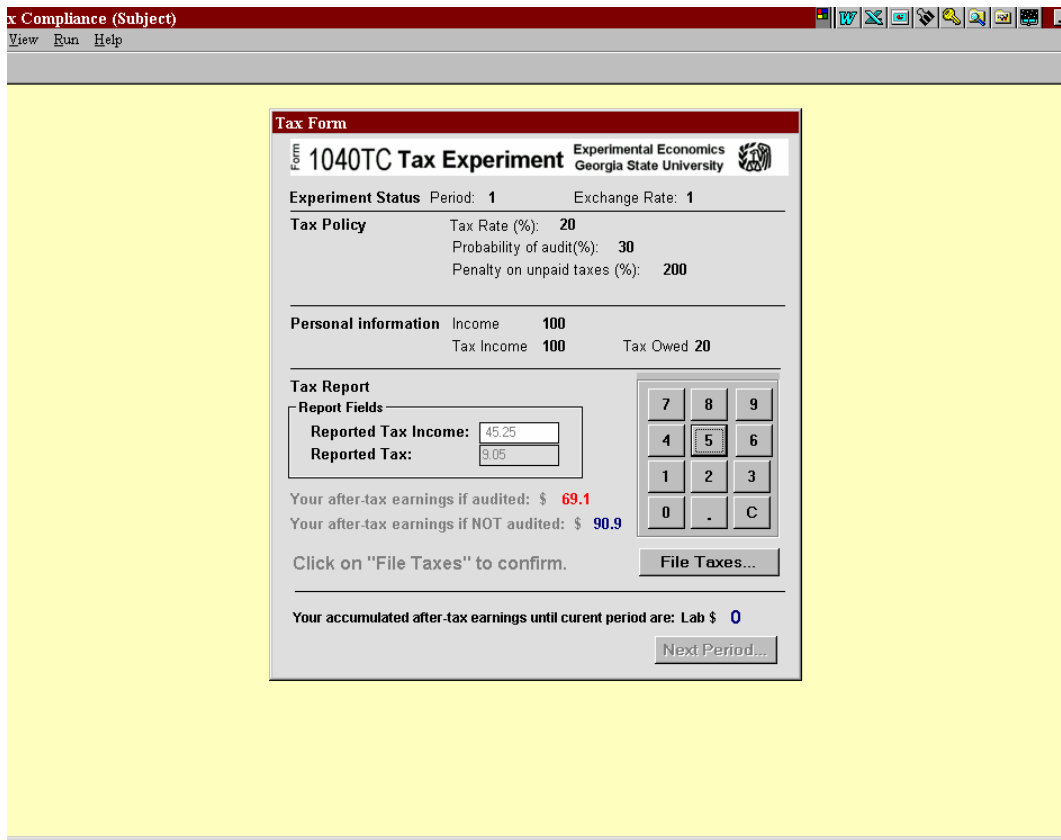 x Compliance (Subject)
View Run Help
Tax Form
Form 1040TC Tax Experiment Experimental Economics
Georgia State University
Experiment Status Period: 1 Exchange Rate: 1
Tax Policy Tax Rate (%): 20
Probability of audit(%): 30
Penalty on unpaid taxes (%): 200
Personal information Income 100
Tax Income 100 Tax Owed 20
Tax Report
Report Fields
Reported Tax Income: 45.25
Reported Tax: 9.05
7 8 9
4 5 6
1 2 3
0 . C
Your after-tax earnings if audited: $ 69.1
Your after-tax earnings if NOT audited: $ 90.9
Click on "File Taxes" to confirm.
File Taxes...
Your accumulated after-tax earnings until curent period are: Lab $ 0
Next Period...